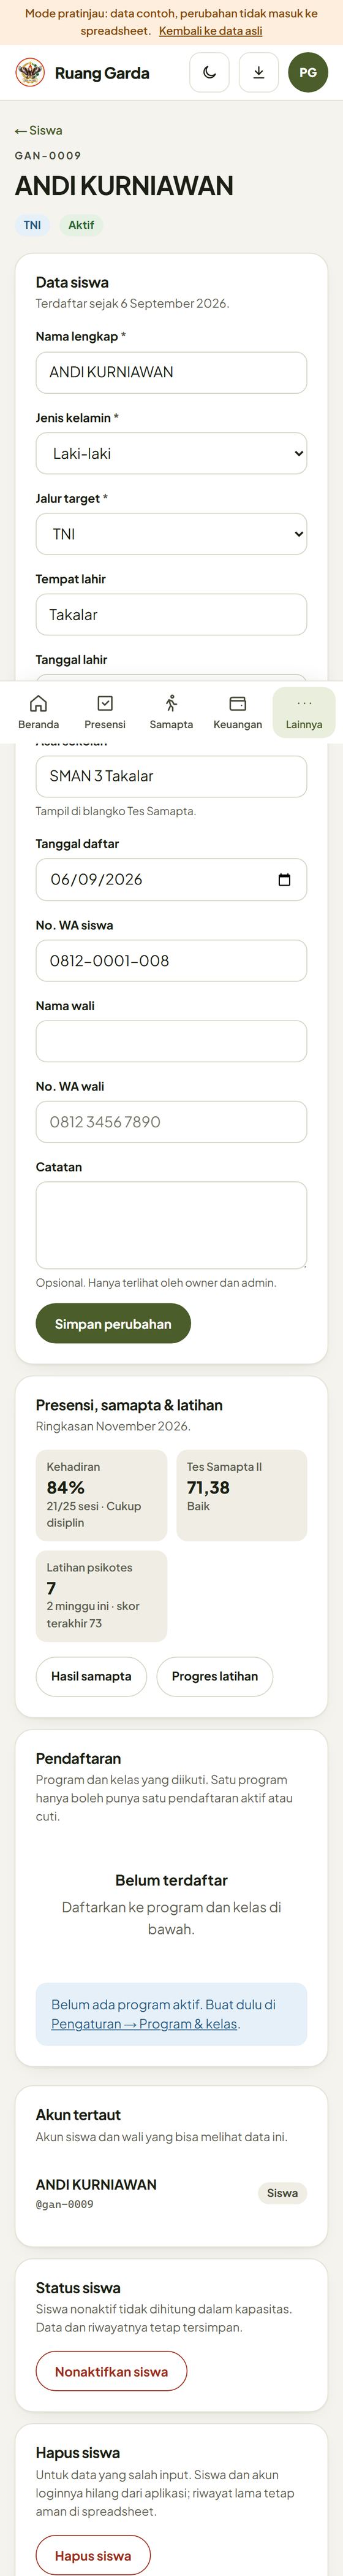 Mode pratinjau: data contoh, perubahan tidak masuk ke
spreadsheet. Kembali ke data asli
Ruang Garda
PG
← Siswa
GAN-0009
ANDI KURNIAWAN
TNI
Aktif
Data siswa
Terdaftar sejak 6 September 2026.
Nama lengkap *
ANDI KURNIAWAN
Jenis kelamin *
Laki-laki
Jalur target *
TNI
Tempat lahir
Takalar
Tanggal lahir
Beranda
Presensi
Samapta
Keuangan
Lainnya
SMAN 3 Takalar
Tampil di blangko Tes Samapta.
Tanggal daftar
06/09/2026
No. WA siswa
0812-0001-008
Nama wali
No. WA wali
0812 3456 7890
Catatan
Opsional. Hanya terlihat oleh owner dan admin.
Simpan perubahan
Presensi, samapta & latihan
Ringkasan November 2026.
Kehadiran
84%
21/25 sesi · Cukup
disiplin
Tes Samapta II
71,38
Baik
Latihan psikotes
7
2 minggu ini · skor
terakhir 73
Hasil samapta
Progres latihan
Pendaftaran
Program dan kelas yang diikuti. Satu program
hanya boleh punya satu pendaftaran aktif atau
cuti.
Belum terdaftar
Daftarkan ke program dan kelas di
bawah.
Belum ada program aktif. Buat dulu di
Pengaturan → Program & kelas.
Akun tertaut
Akun siswa dan wali yang bisa melihat data ini.
ANDI KURNIAWAN
@gan-0009
Siswa
Status siswa
Siswa nonaktif tidak dihitung dalam kapasitas.
Data dan riwayatnya tetap tersimpan.
Nonaktifkan siswa
Hapus siswa
Untuk data yang salah input. Siswa dan akun
loginnya hilang dari aplikasi; riwayat lama tetap
aman di spreadsheet.
Hapus siswa